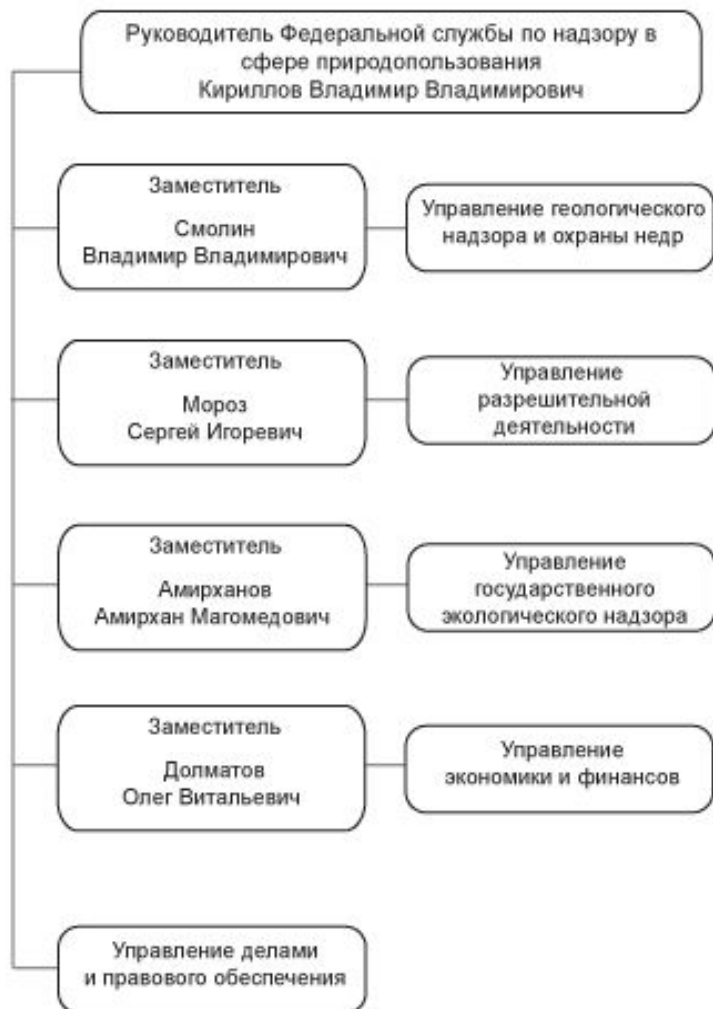 Руководитель Федеральной службы по надзору в
сфере природопользования
Кириллов Владимир Владимирович
Заместитель
Смолин
Владимир Владимирович
Управление геологического
надзора и охраны недр
Заместитель
Мороз
Сергей Игоревич
Управление
разрешительной
деятельности
Заместитель
Амирханов
Амирхан Магомедович
Управление
государственного
экологического надзора
Заместитель
Долматов
Олег Витальевич
Управление
экономики и финансов
Управление делами
и правового обеспечения